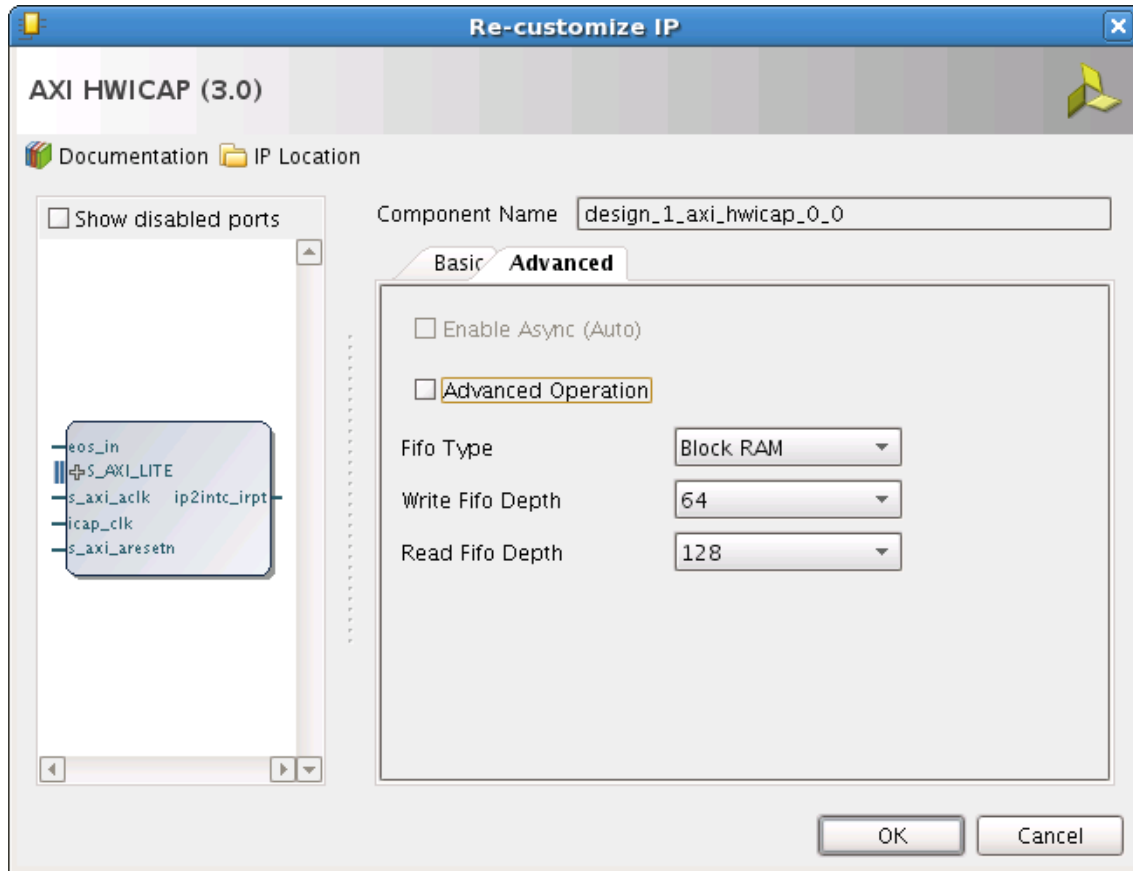 Re-customize IP
AXI HWICAP (3.0)
Documentation IP Location
Show disabled ports
Component Name design_1_axi_hwicap_0_0
Basic Advanced
Enable Async (Auto)
Advanced Operation
Fifo Type Block RAM
Write Fifo Depth 64
Read Fifo Depth 128
eos_in
S_AXI_LITE
s_axi_aclk ip2intc_irpt
icap_clk
s_axi_aresetn
OK Cancel